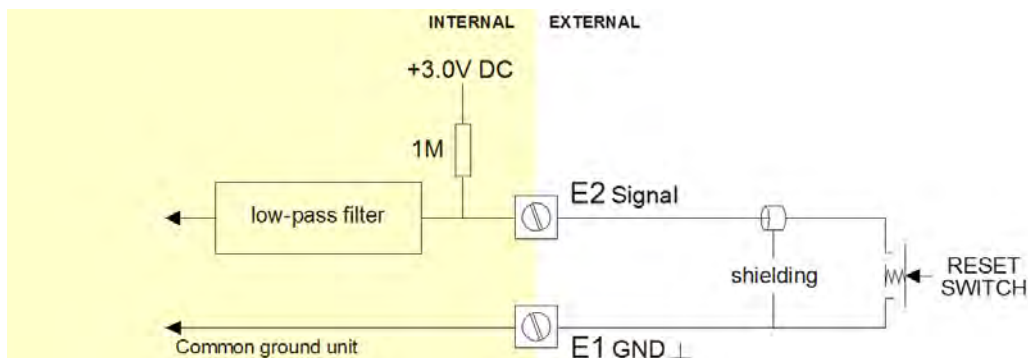 INTERNAL EXTERNAL
+3.0V DC
1M
E2 Signal
low-pass filter
shielding
RESET
SWITCH
Common ground unit
E1 GND